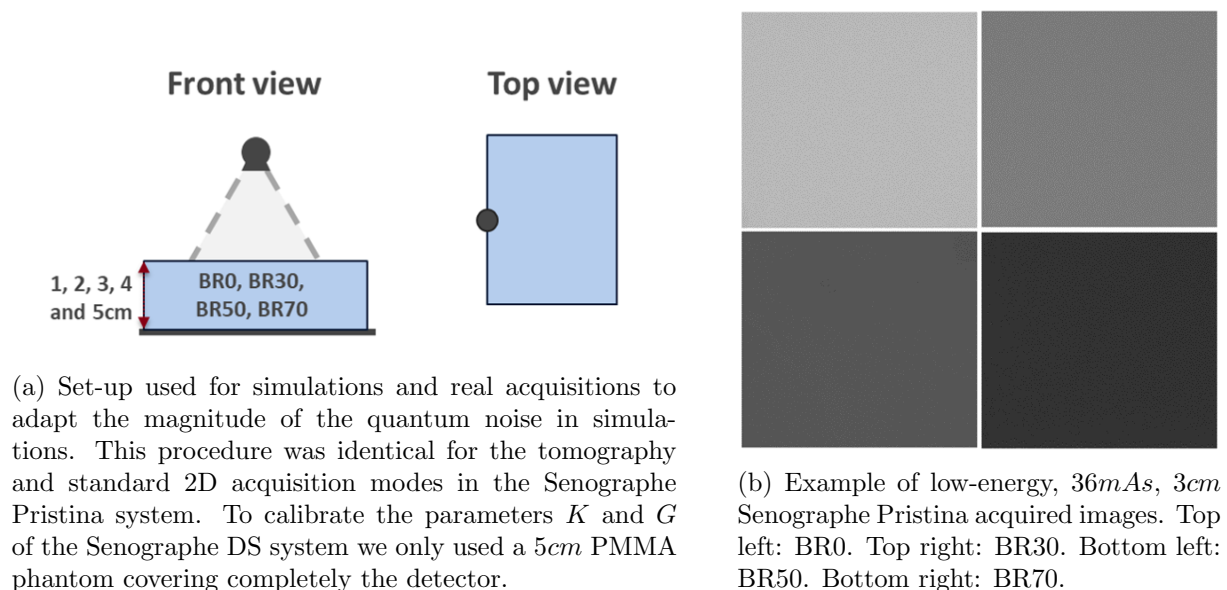 Front view
Top view
1, 2, 3, 4
and 5cm
BR0, BR30,
BR50, BR70
(a) Set-up used for simulations and real acquisitions to
adapt the magnitude of the quantum noise in simula-
tions. This procedure was identical for the tomography
and standard 2D acquisition modes in the Senographe
Pristina system. To calibrate the parameters K and G
of the Senographe DS system we only used a 5cm PMMA
phantom covering completely the detector.
(b) Example of low-energy, 36mAs, 3cm
Senographe Pristina acquired images. Top
left: BR0. Top right: BR30. Bottom left:
BR50. Bottom right: BR70.